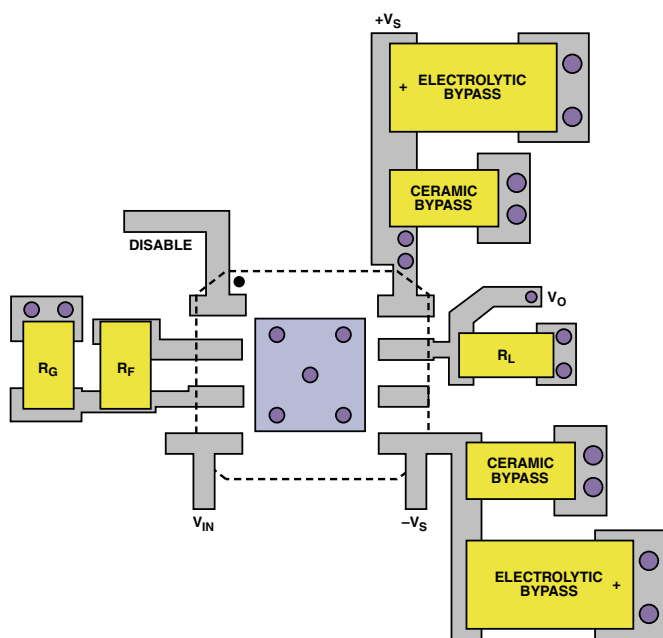 +VS
+ ELECTROLYTIC
BYPASS
CERAMIC
BYPASS
DISABLE
VO
RG
RF
RL
CERAMIC
BYPASS
VIN
−VS
ELECTROLYTIC
BYPASS +